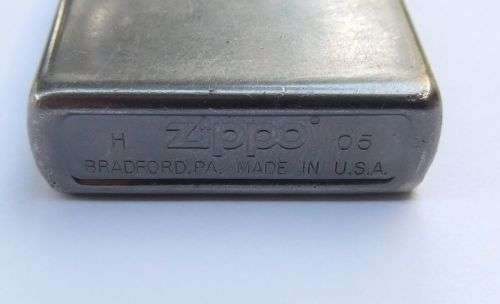 H Zippo® 05
BRADFORD, PA. MADE IN U.S.A.